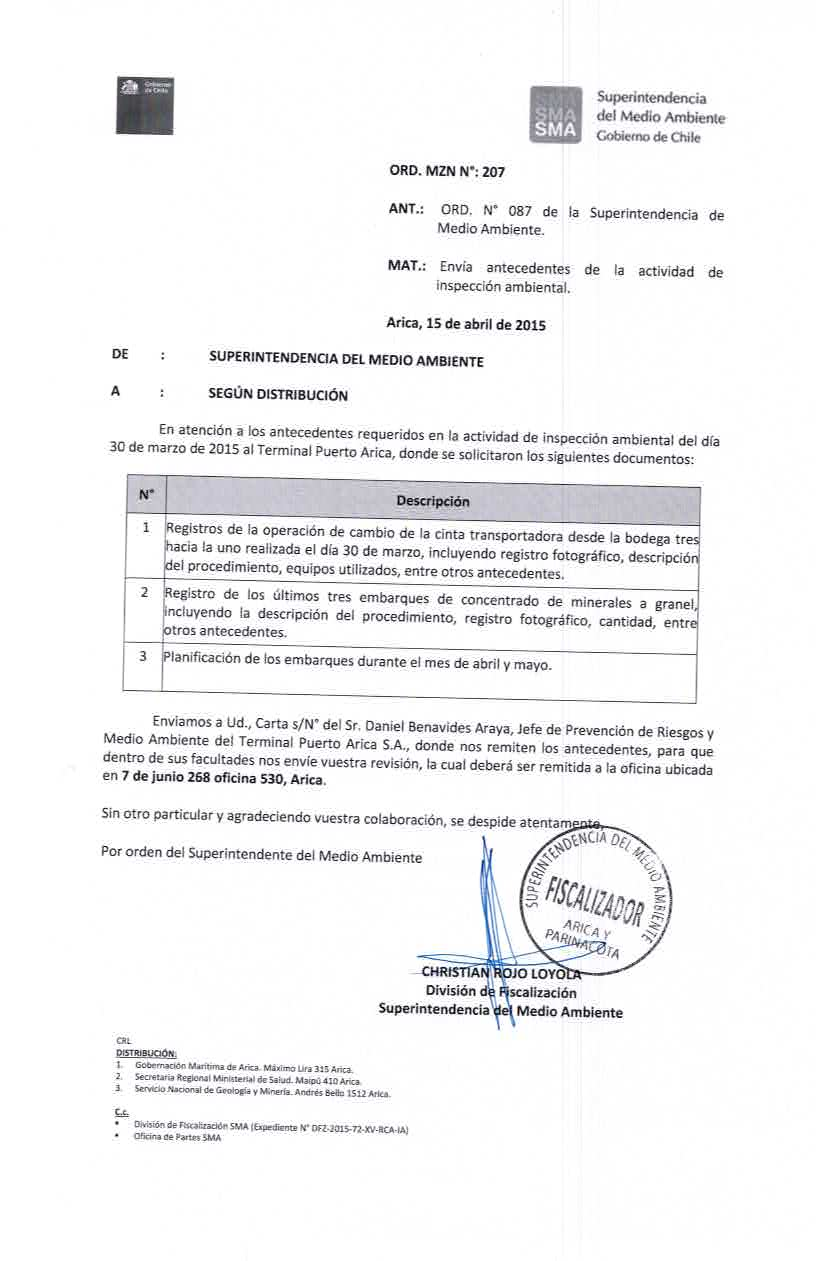 Gobierno
de Chile
SMA
SMA
SMA
Superintendencia
del Medio Ambiente
Gobierno de Chile
ORD. MZN N°: 207
ANT.: ORD. N° 087 de la Superintendencia de
Medio Ambiente.
MAT.: Envía antecedentes de la actividad de
inspección ambiental.
Arica, 15 de abril de 2015
DE : SUPERINTENDENCIA DEL MEDIO AMBIENTE
A : SEGÚN DISTRIBUCIÓN
En atención a los antecedentes requeridos en la actividad de inspección ambiental del día
30 de marzo de 2015 al Terminal Puerto Arica, donde se solicitaron los siguientes documentos:
N° Descripción
1 Registros de la operación de cambio de la cinta transportadora desde la bodega tres
hacia la uno realizada el día 30 de marzo, incluyendo registro fotográfico, descripción
del procedimiento, equipos utilizados, entre otros antecedentes.
2 Registro de los últimos tres embarques de concentrado de minerales a granel,
incluyendo la descripción del procedimiento, registro fotográfico, cantidad, entre
otros antecedentes.
3 Planificación de los embarques durante el mes de abril y mayo.
Enviamos a Ud., Carta s/N° del Sr. Daniel Benavides Araya, Jefe de Prevención de Riesgos y
Medio Ambiente del Terminal Puerto Arica S.A., donde nos remiten los antecedentes, para que
dentro de sus facultades nos envíe vuestra revisión, la cual deberá ser remitida a la oficina ubicada
en 7 de junio 268 oficina 530, Arica.
Sin otro particular y agradeciendo vuestra colaboración, se despide atentamente,
Por orden del Superintendente del Medio Ambiente
SUPERINTENDENCIA DEL MEDIO AMBIENTE
FISCALIZADOR
ARICA Y
PARINACOTA
CHRISTIAN ROJO LOYOLA
División de Fiscalización
Superintendencia del Medio Ambiente
CRL
DISTRIBUCIÓN:
1. Gobernación Marítima de Arica. Máximo Lira 315 Arica.
2. Secretaria Regional Ministerial de Salud. Maipú 410 Arica.
3. Servicio Nacional de Geología y Minería. Andrés Bello 1512 Arica.
C.c.
• División de Fiscalización SMA (Expediente N° DFZ-2015-72-XV-RCA-IA)
• Oficina de Partes SMA